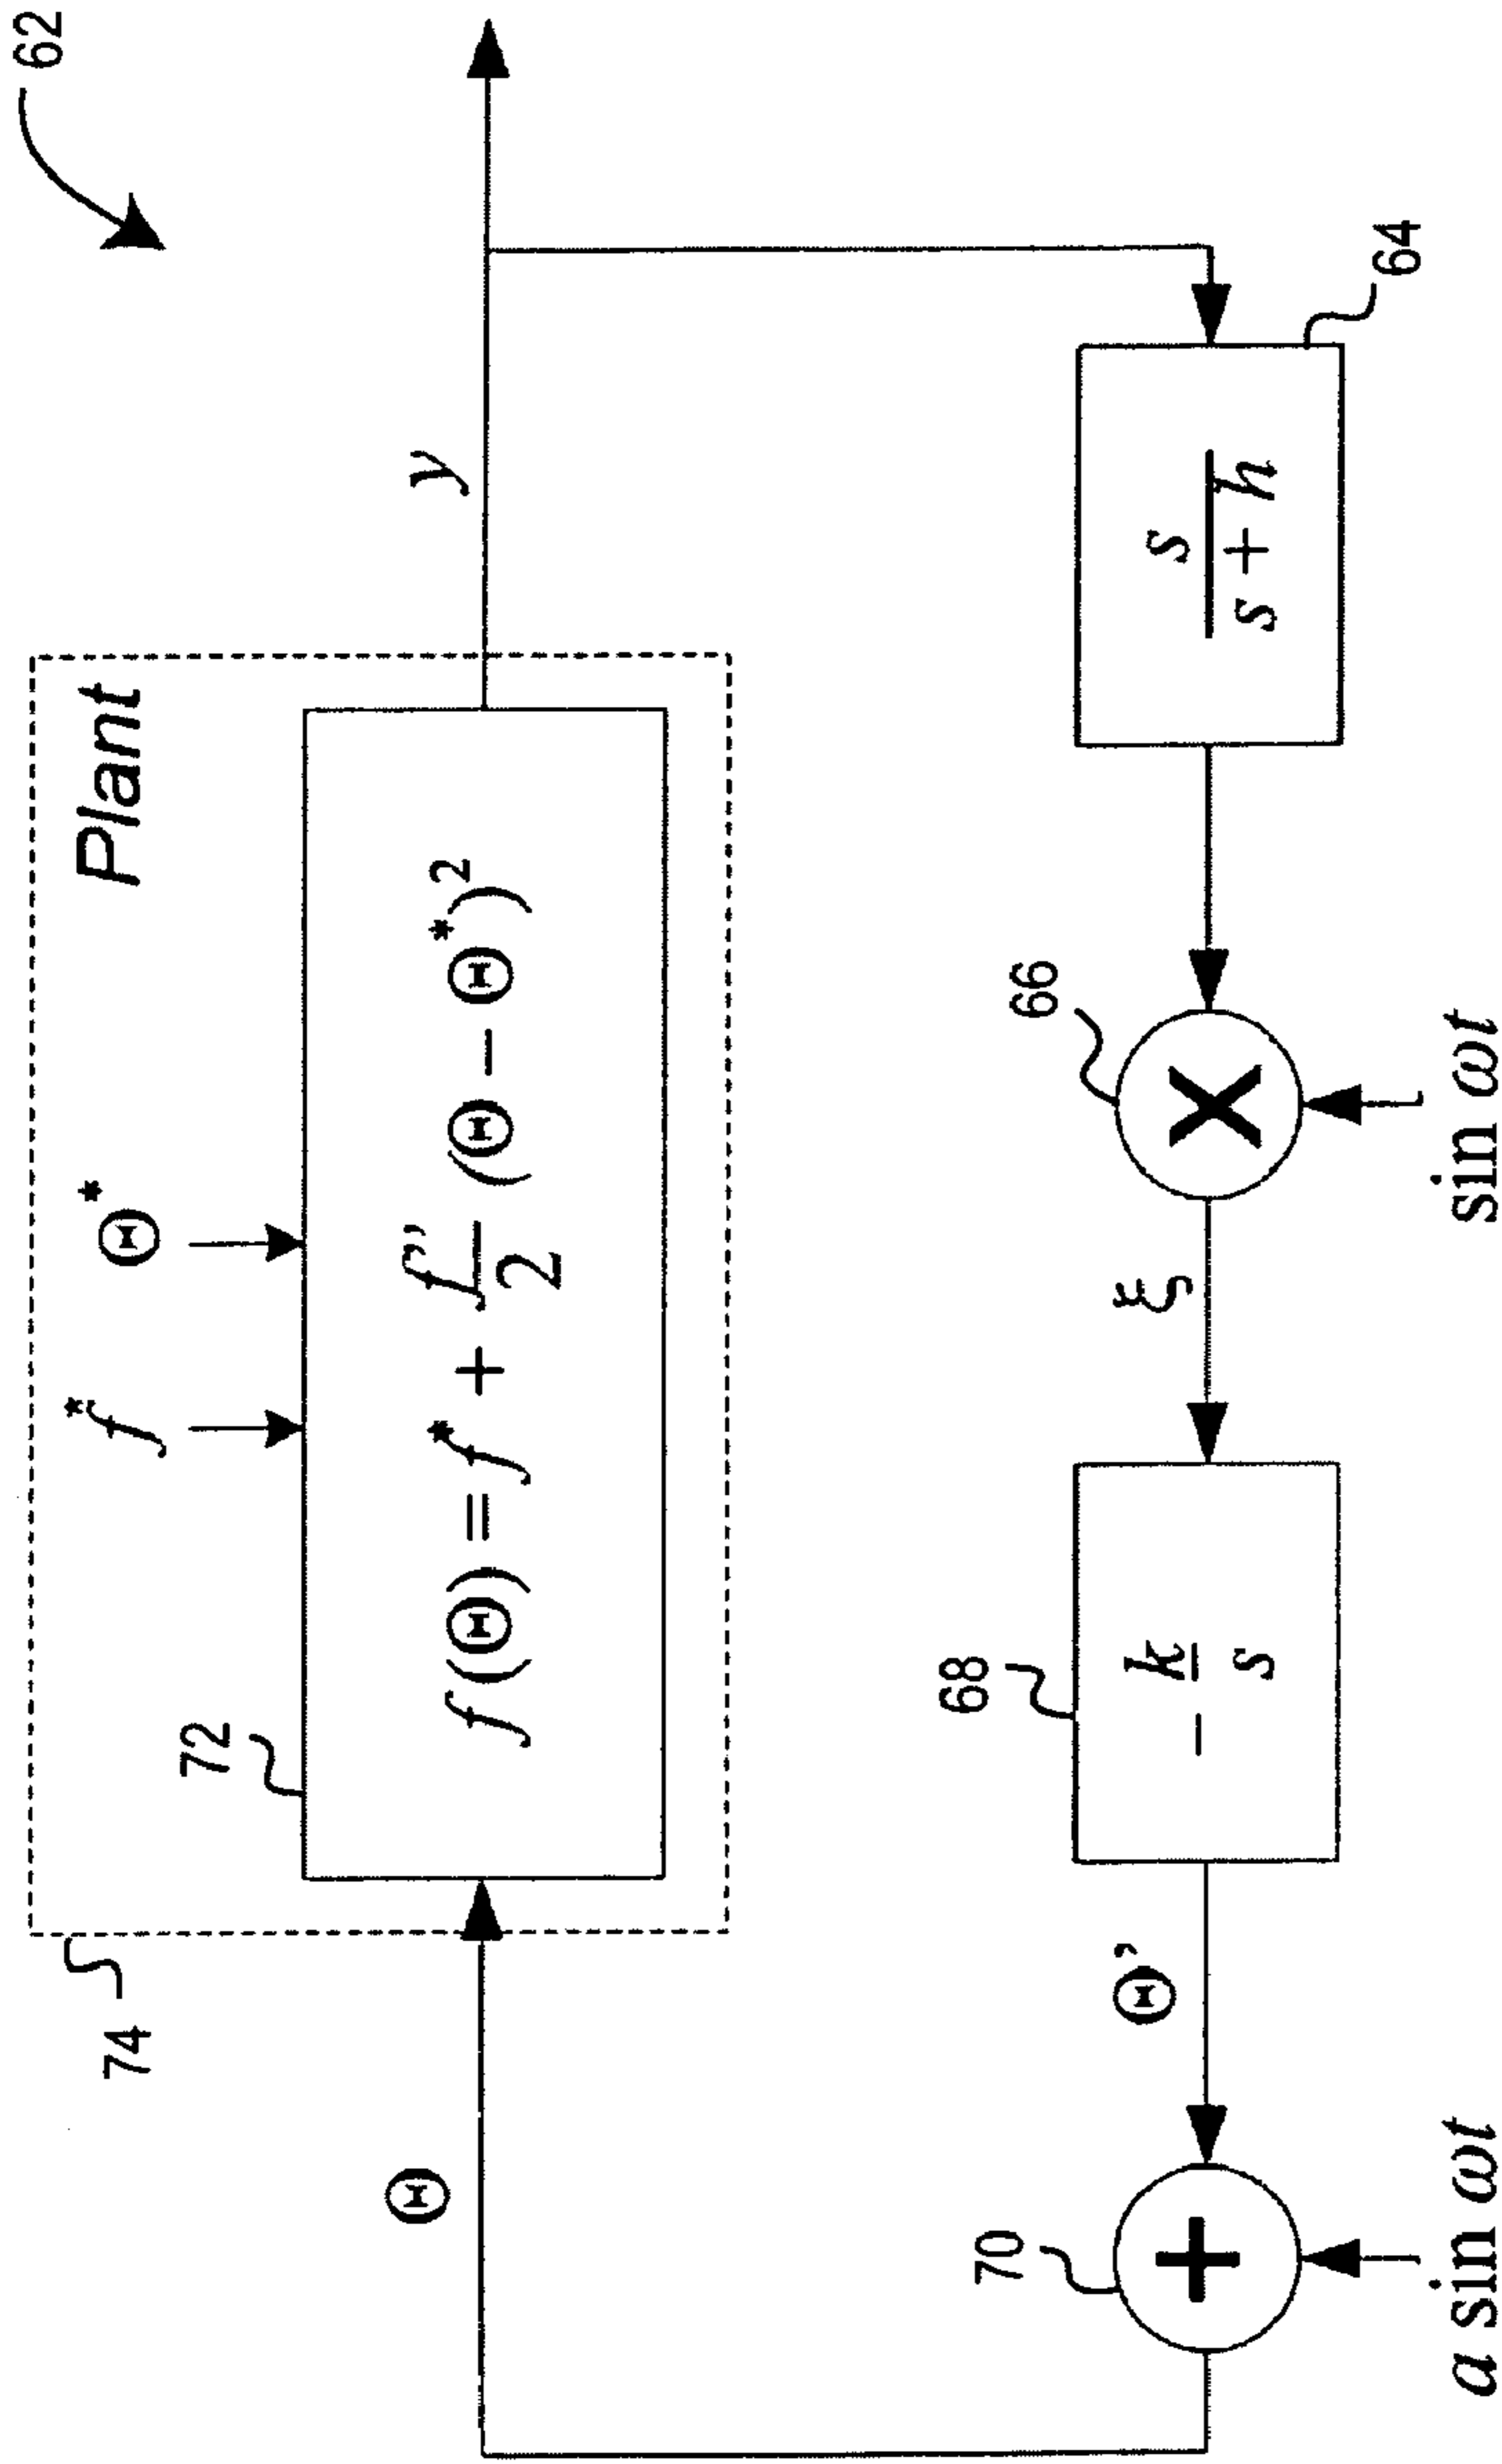 62
74
Plant
f*
Θ*
72
f(Θ) = f* + f''/2 (Θ − Θ*)²
Θ
y
70
+
a sin ωt
Θ’
68
− k/s
ξ
66
X
sin ωt
s/(s + h)
64